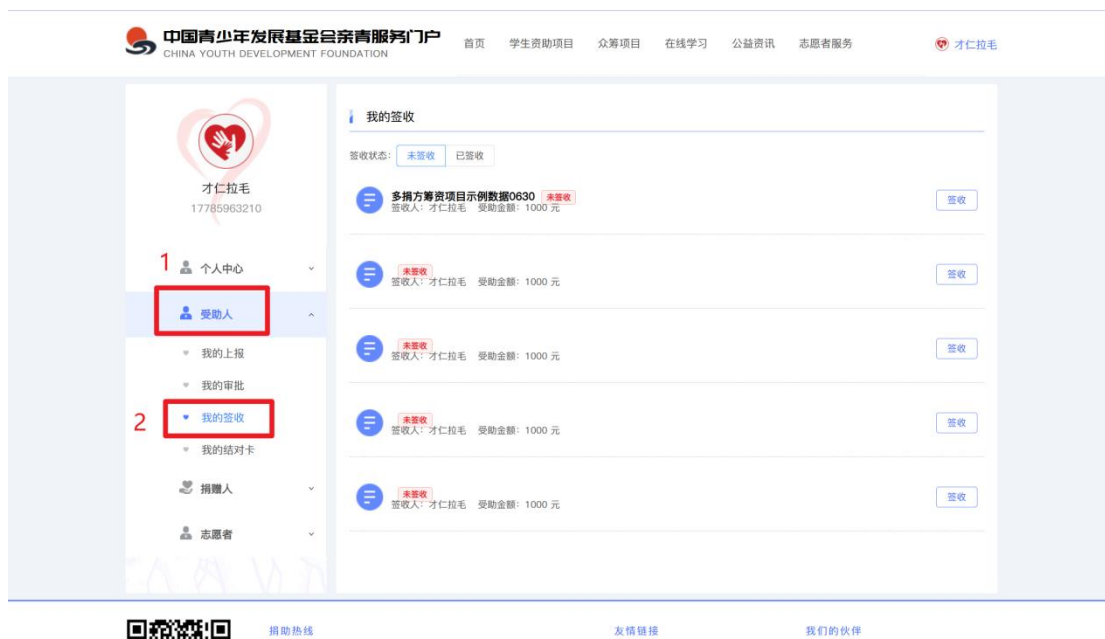 中国青少年发展基金会亲青服务门户
CHINA YOUTH DEVELOPMENT FOUNDATION
首页 学生资助项目 众筹项目 在线学习 公益资讯 志愿者服务 才仁拉毛
才仁拉毛
17785963210
1 个人中心
受助人
我的上报
我的审批
2 我的签收
我的结对卡
捐赠人
志愿者
我的签收
签收状态: 未签收 已签收
多捐方筹资项目示例数据0630 未签收
签收人: 才仁拉毛 受助金额: 1000 元
签收
未签收
签收人: 才仁拉毛 受助金额: 1000 元
签收
未签收
签收人: 才仁拉毛 受助金额: 1000 元
签收
未签收
签收人: 才仁拉毛 受助金额: 1000 元
签收
未签收
签收人: 才仁拉毛 受助金额: 1000 元
签收
捐助热线 友情链接 我们的伙伴